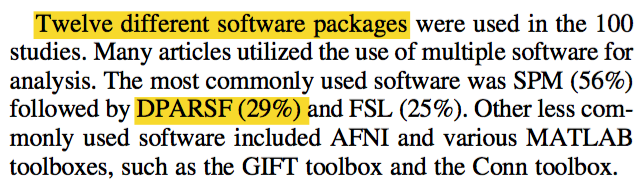 Twelve different software packages were used in the 100
studies. Many articles utilized the use of multiple software for
analysis. The most commonly used software was SPM (56%)
followed by DPARSF (29%) and FSL (25%). Other less com-
monly used software included AFNI and various MATLAB
toolboxes, such as the GIFT toolbox and the Conn toolbox.